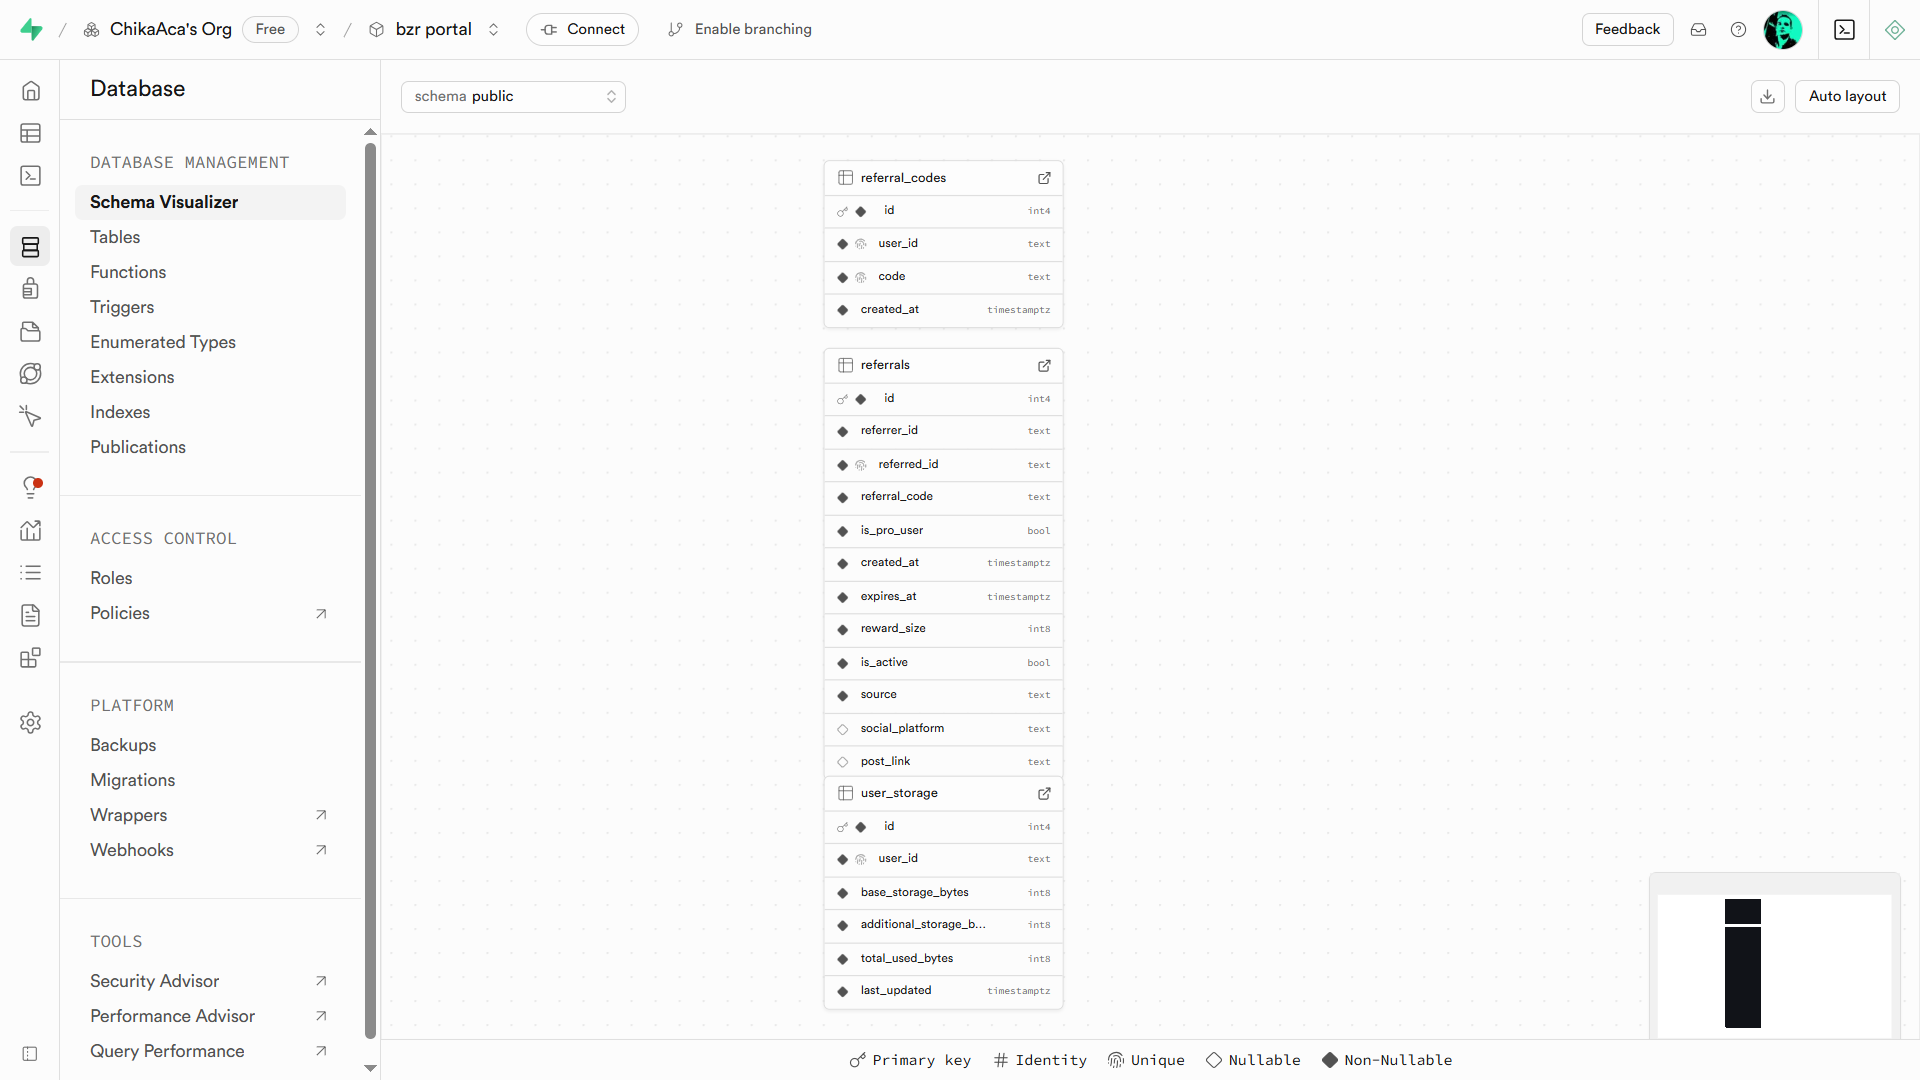 ChikaAca's Org Free bzr portal Connect Enable branching Feedback
Database
schema public Auto layout
DATABASE MANAGEMENT
Schema Visualizer
Tables
Functions
Triggers
Enumerated Types
Extensions
Indexes
Publications
ACCESS CONTROL
Roles
Policies
PLATFORM
Backups
Migrations
Wrappers
Webhooks
TOOLS
Security Advisor
Performance Advisor
Query Performance
referral_codes
id int4
user_id text
code text
created_at timestamptz
referrals
id int4
referrer_id text
referred_id text
referral_code text
is_pro_user bool
created_at timestamptz
expires_at timestamptz
reward_size int8
is_active bool
source text
social_platform text
post_link text
user_storage
id int4
user_id text
base_storage_bytes int8
additional_storage_b... int8
total_used_bytes int8
last_updated timestamptz
Primary key Identity Unique Nullable Non-Nullable